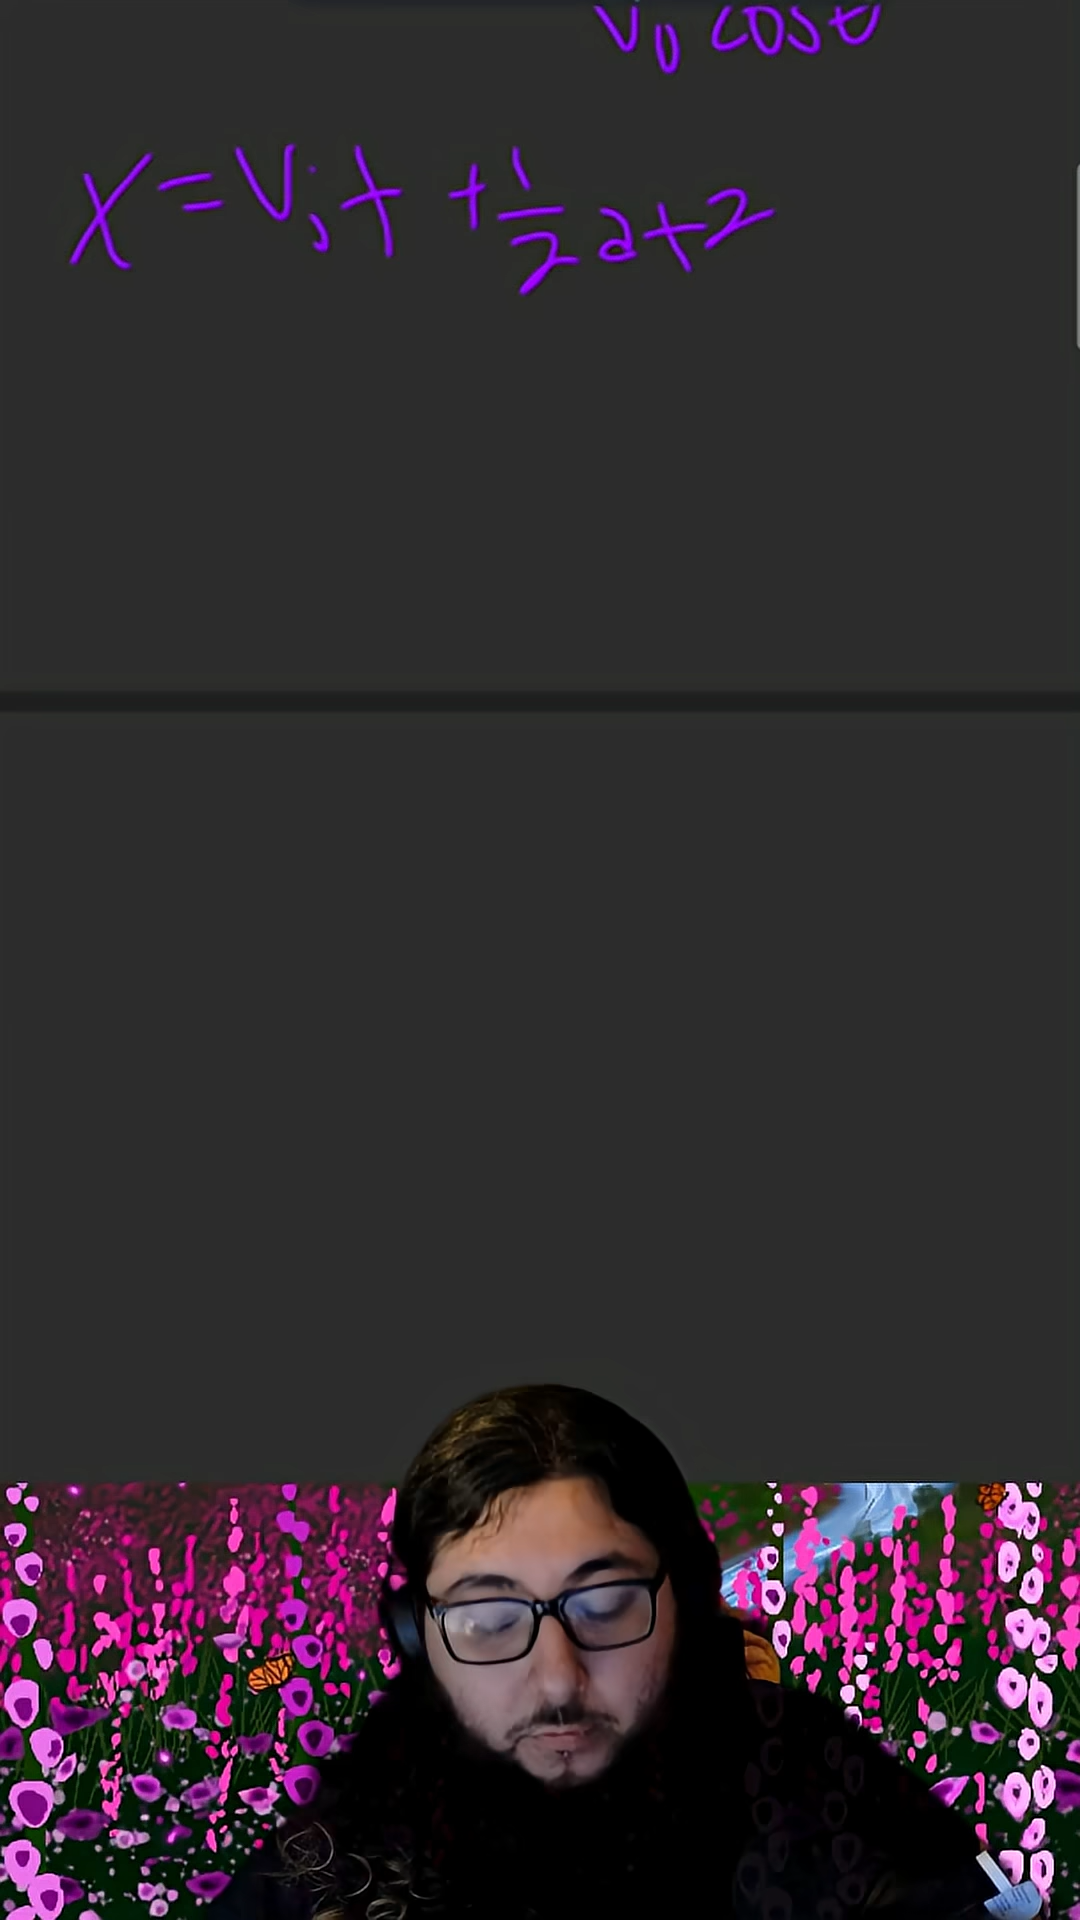 V₀ cosθ
x = vᵢt + 1/2 at2